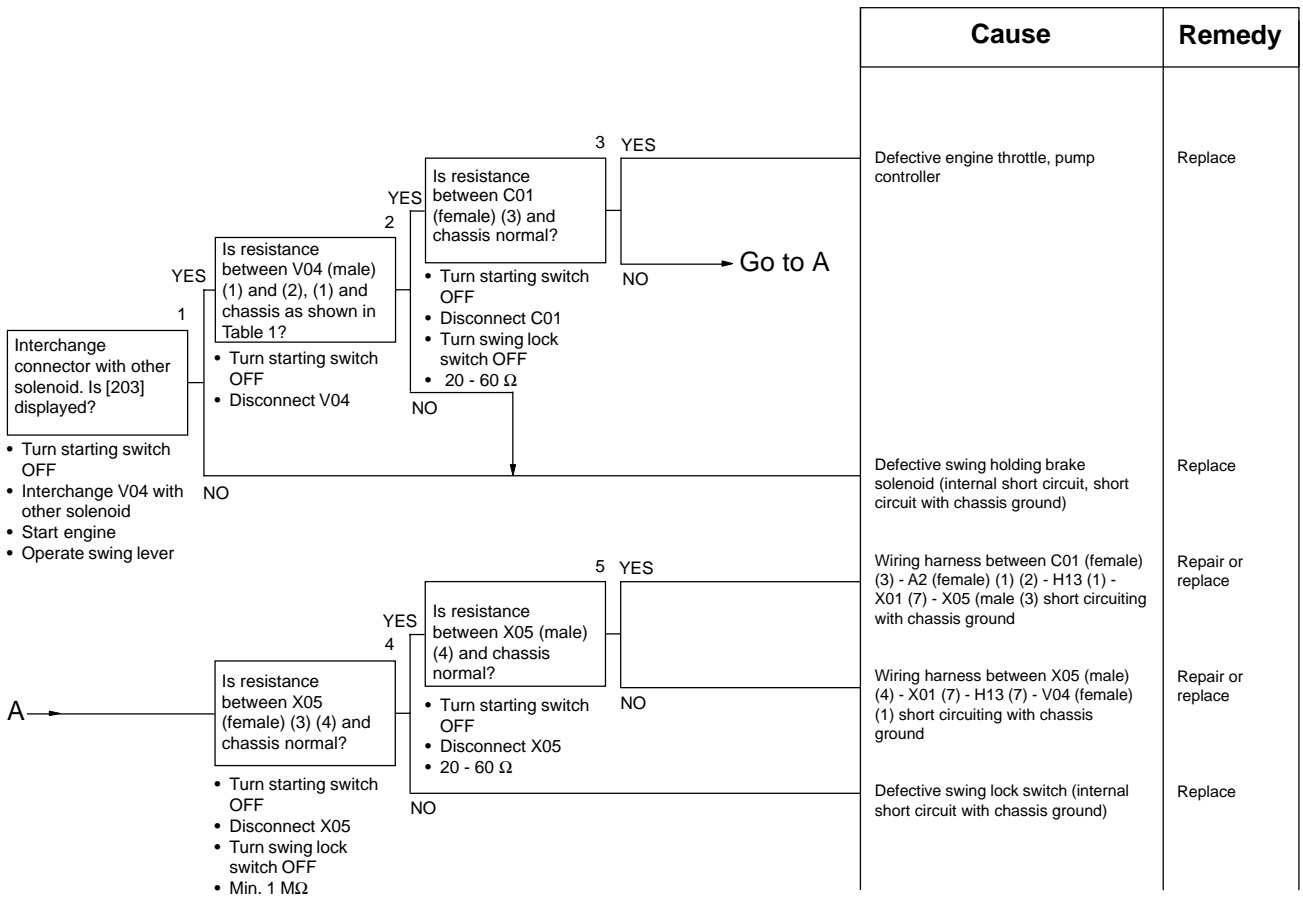 Cause
Remedy
3
YES
Is resistance
between C01
(female) (3) and
chassis normal?
Defective engine throttle, pump
controller
Replace
YES
2
Is resistance
between V04 (male)
(1) and (2), (1) and
chassis as shown in
Table 1?
NO
Go to A
• Turn starting switch
OFF
• Disconnect C01
• Turn swing lock
switch OFF
• 20 - 60 Ω
YES
1
Interchange
connector with other
solenoid. Is [203]
displayed?
• Turn starting switch
OFF
• Disconnect V04
NO
• Turn starting switch
OFF
• Interchange V04 with
other solenoid
• Start engine
• Operate swing lever
NO
Defective swing holding brake
solenoid (internal short circuit, short
circuit with chassis ground)
Replace
5
YES
Is resistance
between X05 (male)
(4) and chassis
normal?
Wiring harness between C01 (female)
(3) - A2 (female) (1) (2) - H13 (1) -
X01 (7) - X05 (male (3) short circuiting
with chassis ground
Repair or
replace
YES
4
A
Is resistance
between X05
(female) (3) (4) and
chassis normal?
NO
• Turn starting switch
OFF
• Disconnect X05
• 20 - 60 Ω
Wiring harness between X05 (male)
(4) - X01 (7) - H13 (7) - V04 (female)
(1) short circuiting with chassis
ground
Repair or
replace
• Turn starting switch
OFF
• Disconnect X05
• Turn swing lock
switch OFF
• Min. 1 MΩ
NO
Defective swing lock switch (internal
short circuit with chassis ground)
Replace